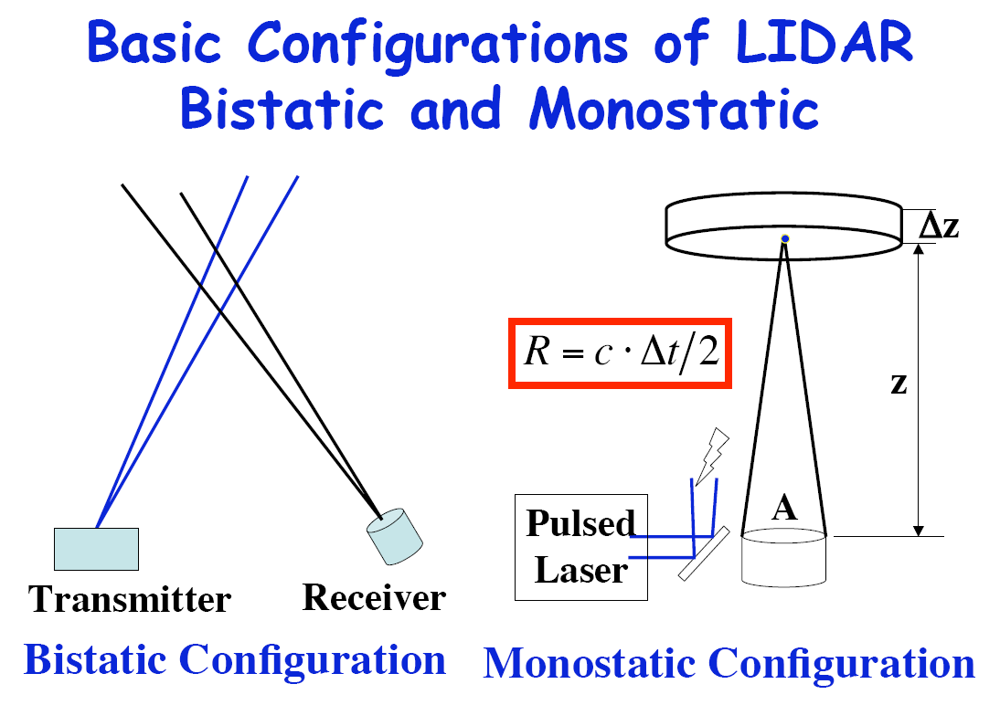 Basic Configurations of LIDAR
Bistatic and Monostatic
Transmitter
Receiver
Bistatic Configuration
Δz
R = c · Δt/2
z
A
Pulsed
Laser
Monostatic Configuration